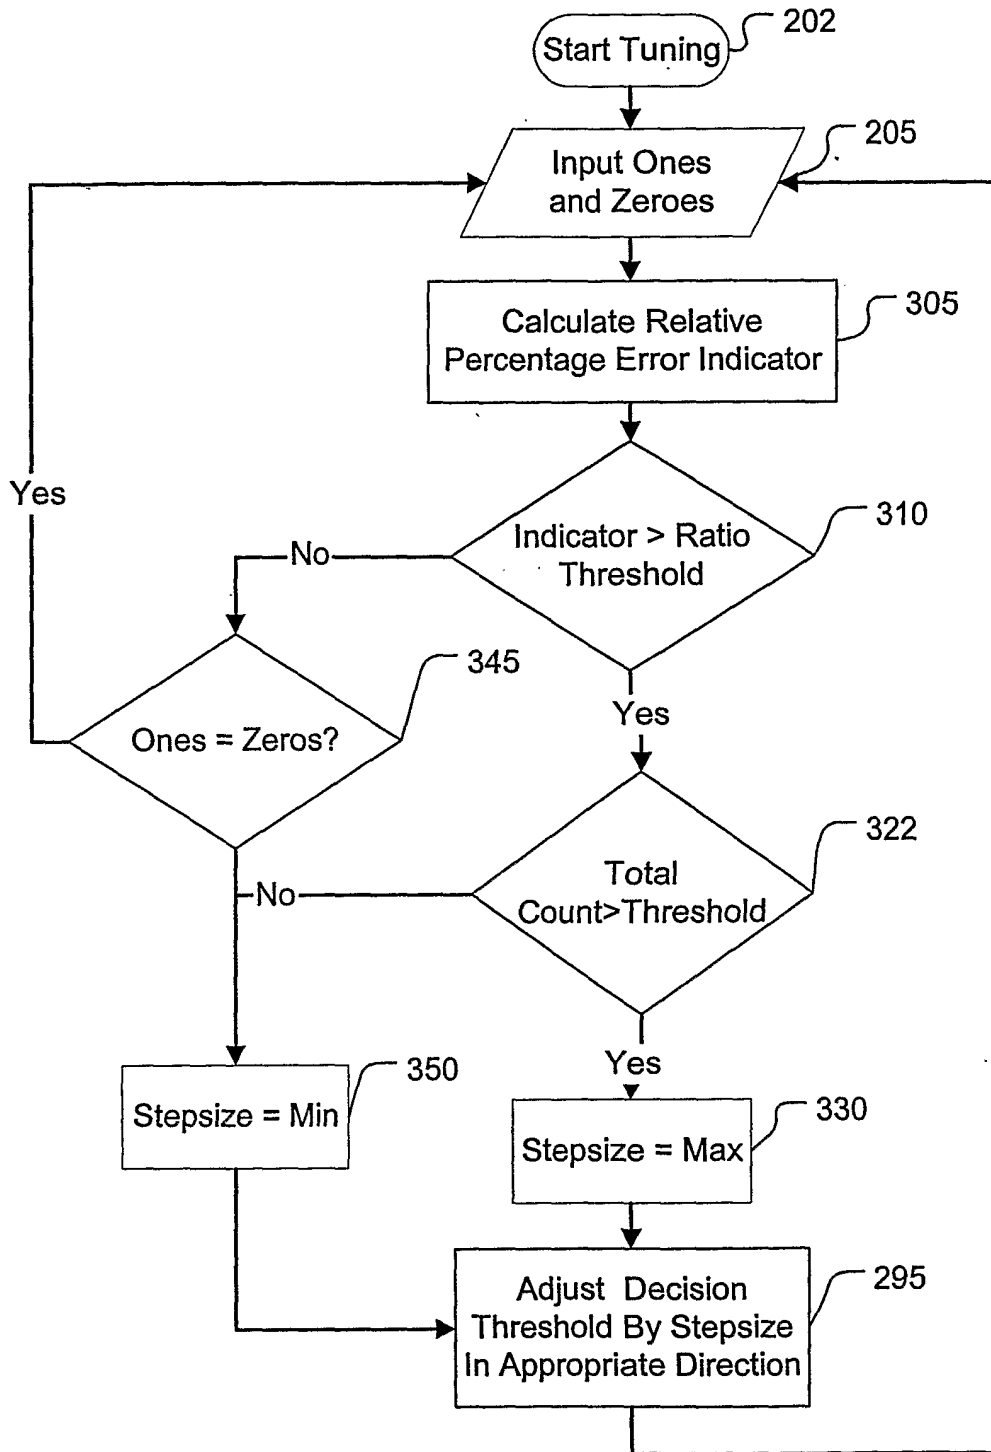 Start Tuning
202
Input Ones
and Zeroes
205
Calculate Relative
Percentage Error Indicator
305
Yes
No
Indicator > Ratio
Threshold
310
Ones = Zeros?
345
Yes
Total
Count>Threshold
322
No
Yes
Stepsize = Min
350
Stepsize = Max
330
Adjust Decision
Threshold By Stepsize
In Appropriate Direction
295